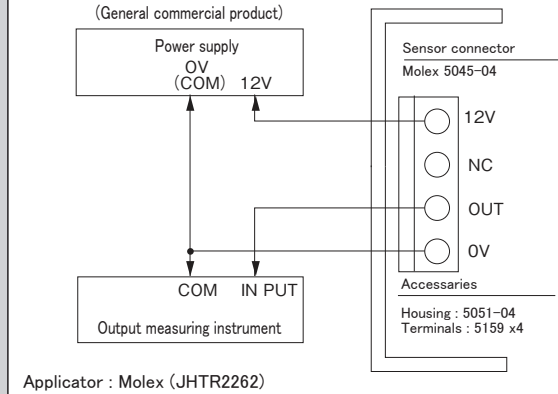 (General commercial product)
Power supply
0V
(COM) 12V
Sensor connector
Molex 5045-04
12V
NC
OUT
0V
COM IN PUT
Output measuring instrument
Accessaries
Housing : 5051-04
Terminals : 5159 x4
Applicator : Molex (JHTR2262)